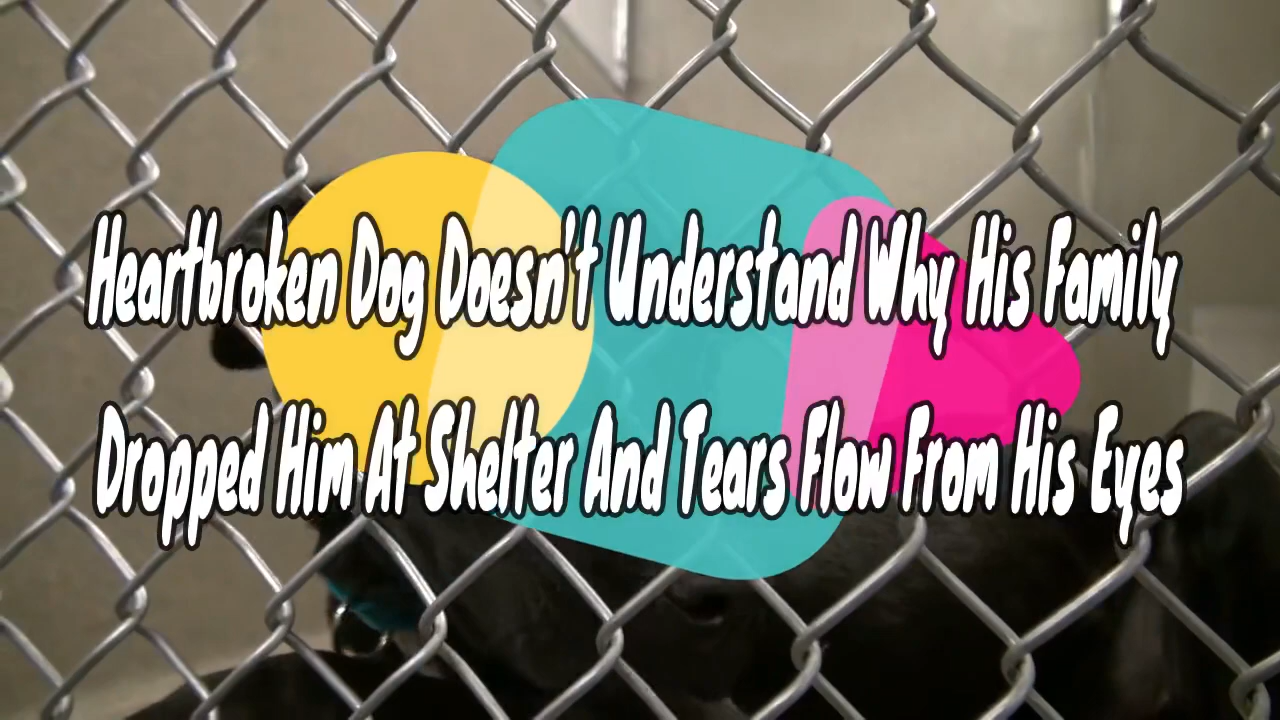 Heartbroken Dog Doesn't Understand Why His Family
Dropped Him At Shelter And Tears Flow From His Eyes